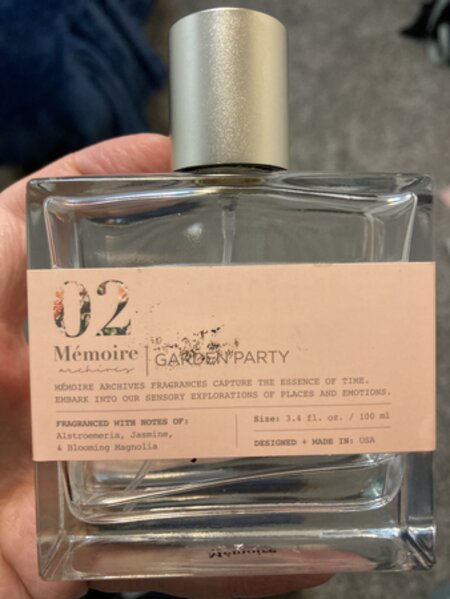 02
Mémoire
archives
GARDEN PARTY
MÉMOIRE ARCHIVES FRAGRANCES CAPTURE THE ESSENCE OF TIME.
EMBARK INTO OUR SENSORY EXPLORATIONS OF PLACES AND EMOTIONS.
FRAGRANCED WITH NOTES OF:
Alstroemeria, Jasmine,
& Blooming Magnolia
Size: 3.4 fl. oz. / 100 ml
DESIGNED + MADE IN: USA
Mémoire